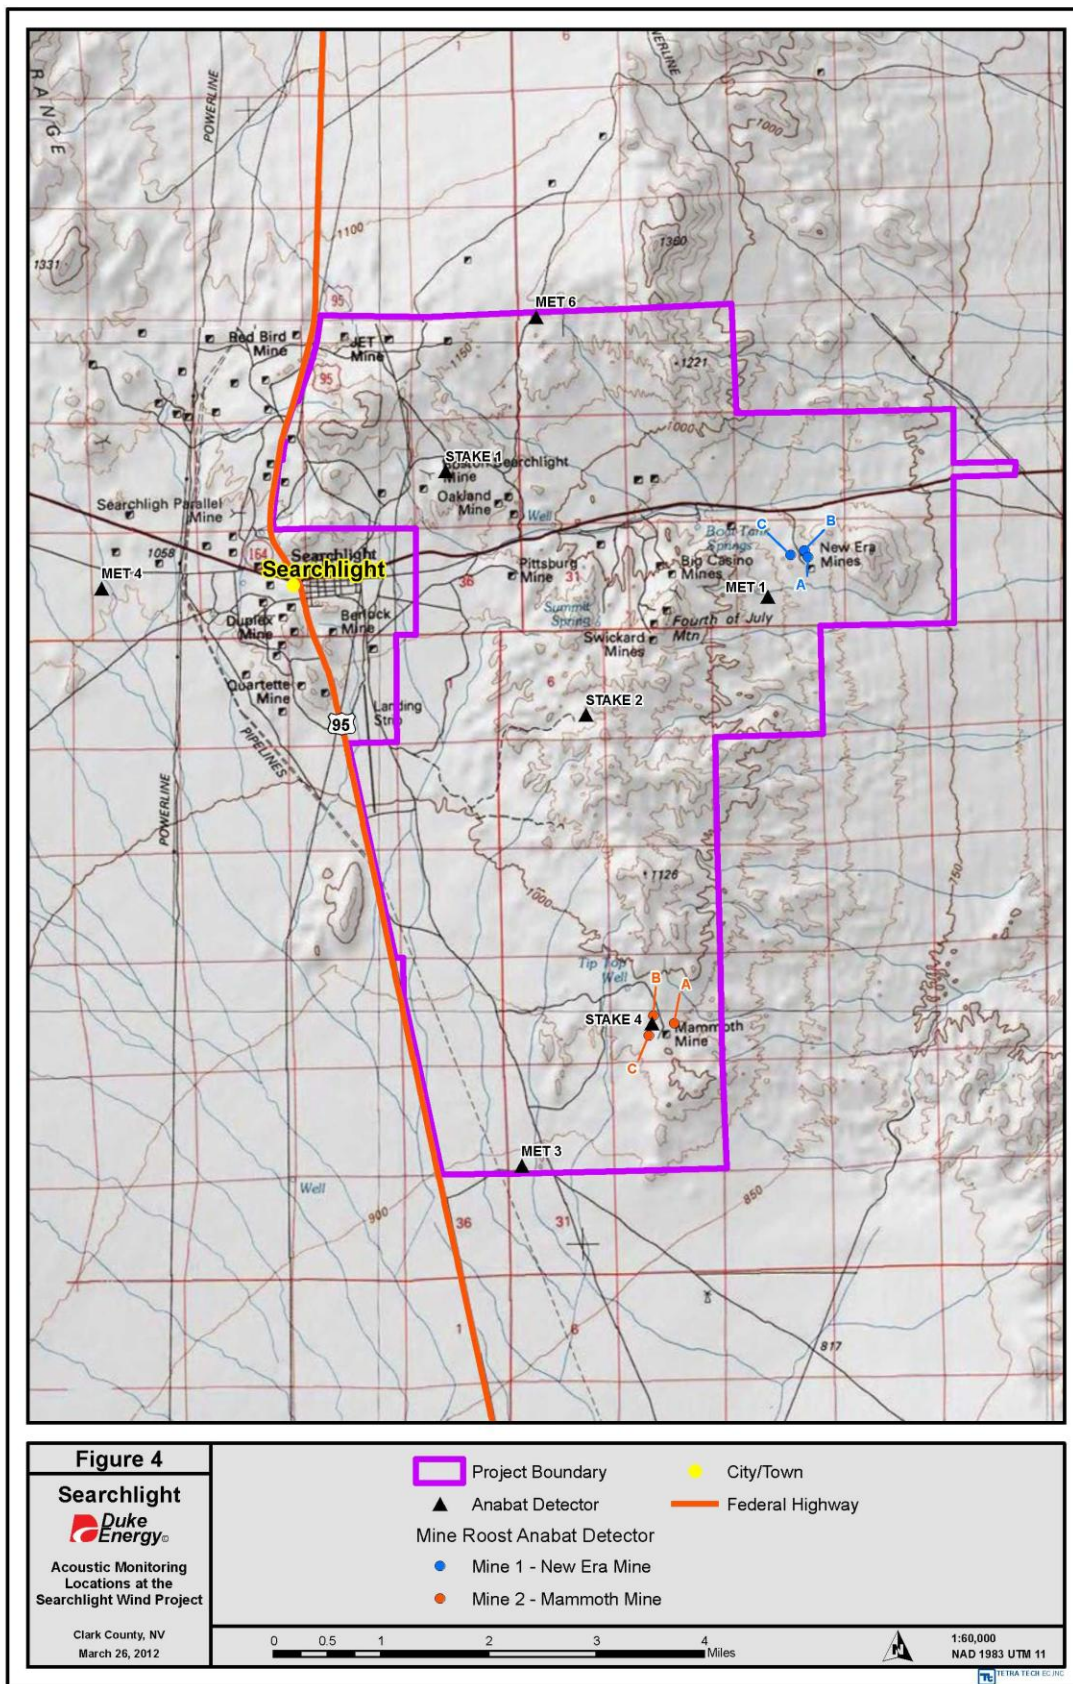 RANGE
POWERLINE
1
6
1000
1331
1100
1360
95
MET 6
Red Bird
Mine
JET
Mine
1150
1221
95
1000
STAKE 1
Boston Searchlight
Mine
Oakland
Mine
Well
Searchligh Parallel
Mine
1058
164
Searchlight
Searchlight
MET 4
36
Pittsburg
Mine
31
Boat Tank
Springs
Big Casino
Mines
C
B
New Era
Mines
A
MET 1
Summit
Spring
Fourth of July
Mtn
Swickard
Mines
Duplex
Mine
Berlock
Mine
Quartette
Mine
1
6
STAKE 2
Landing
Strip
95
PIPELINES
POWERLINE
1126
1000
750
Tip Top
Well
B
A
STAKE 4
Mammoth
Mine
C
MET 3
Well
900
850
36
31
1
6
817
Figure 4
Searchlight
Duke
Energy©
Acoustic Monitoring
Locations at the
Searchlight Wind Project
Clark County, NV
March 26, 2012
Project Boundary
City/Town
Anabat Detector
Federal Highway
Mine Roost Anabat Detector
Mine 1 - New Era Mine
Mine 2 - Mammoth Mine
0 0.5 1 2 3 4
Miles
N
1:60,000
NAD 1983 UTM 11
TETRA TECH EC, INC